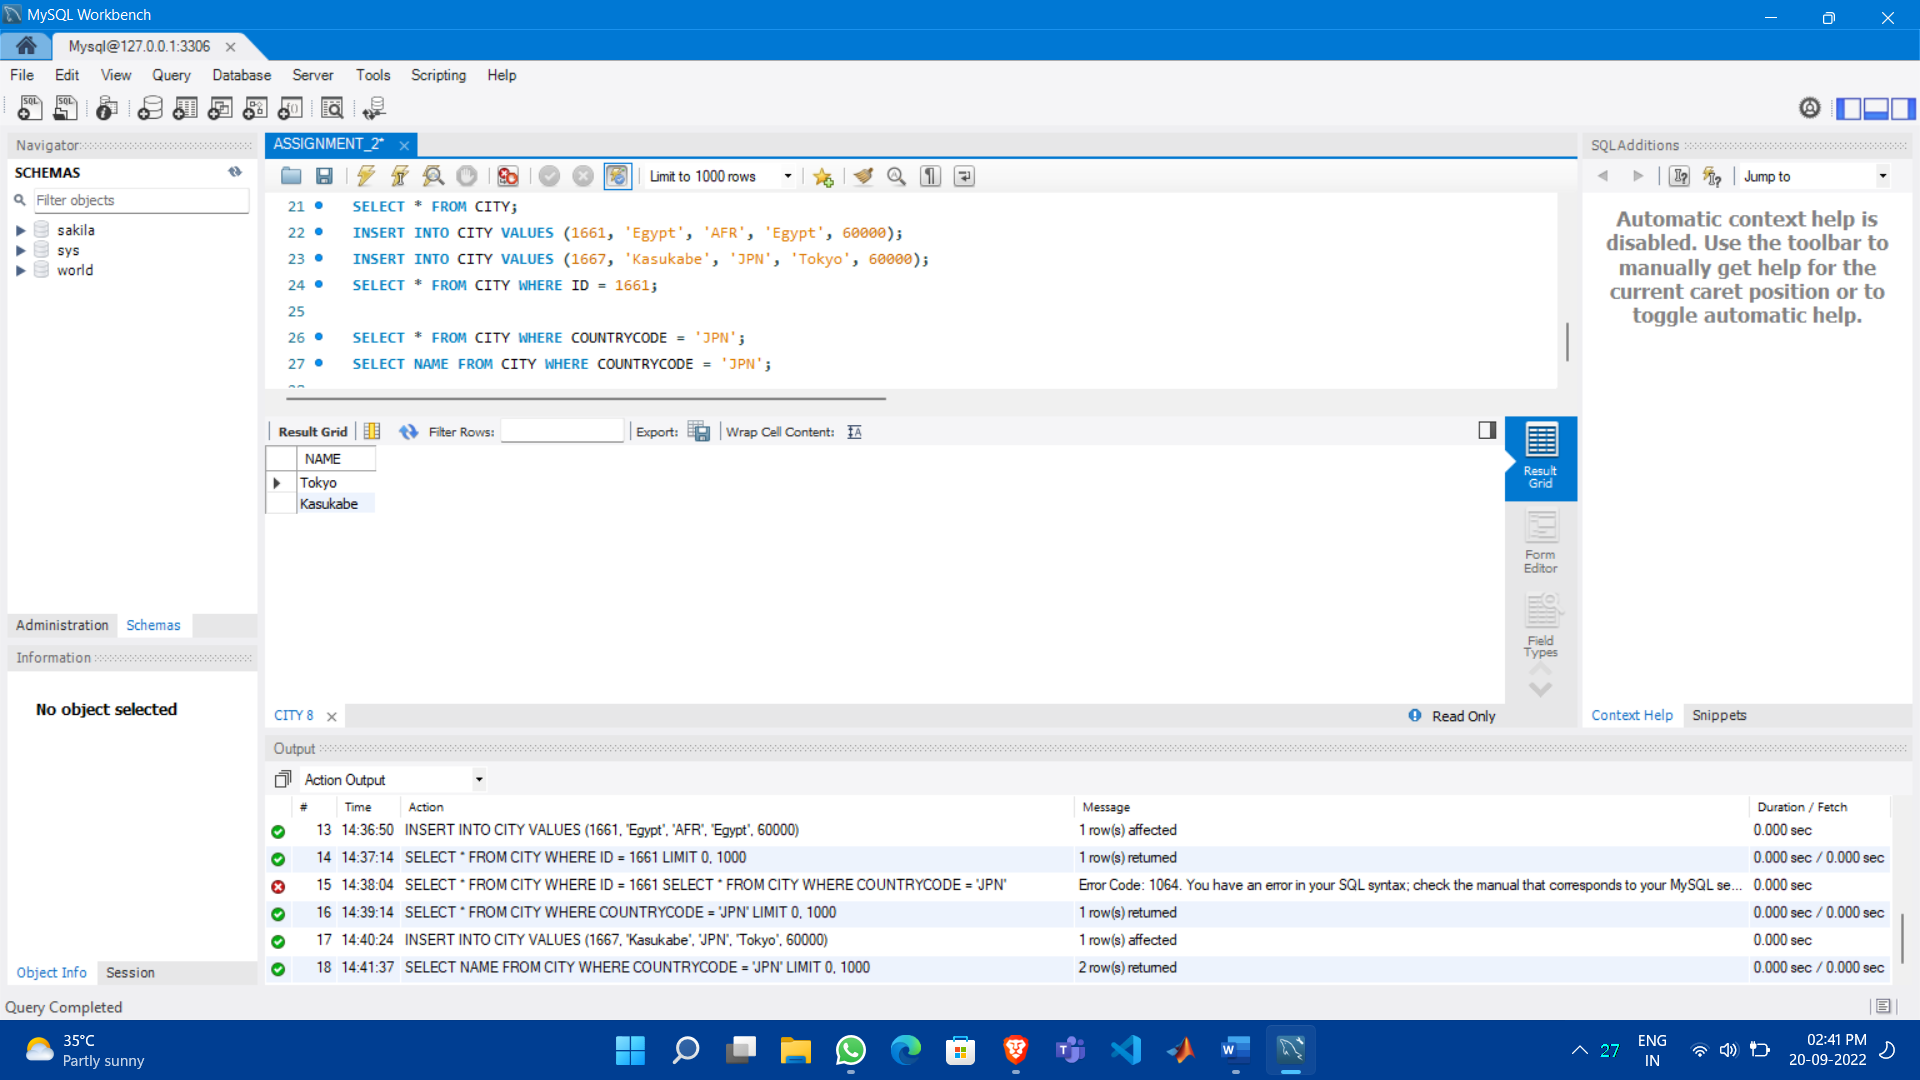 MySQL Workbench
Mysql@127.0.0.1:3306
File Edit View Query Database Server Tools Scripting Help
Navigator
SCHEMAS
Filter objects
sakila
sys
world
Administration Schemas
Information
No object selected
Object Info Session
Query Completed
ASSIGNMENT_2*
Limit to 1000 rows
21 SELECT * FROM CITY;
22 INSERT INTO CITY VALUES (1661, 'Egypt', 'AFR', 'Egypt', 60000);
23 INSERT INTO CITY VALUES (1667, 'Kasukabe', 'JPN', 'Tokyo', 60000);
24 SELECT * FROM CITY WHERE ID = 1661;
25
26 SELECT * FROM CITY WHERE COUNTRYCODE = 'JPN';
27 SELECT NAME FROM CITY WHERE COUNTRYCODE = 'JPN';
Result Grid Filter Rows: Export: Wrap Cell Content:
NAME
Tokyo
Kasukabe
Result
Grid
Form
Editor
Field
Types
CITY 8 Read Only
SQLAdditions
Jump to
Automatic context help is
disabled. Use the toolbar to
manually get help for the
current caret position or to
toggle automatic help.
Context Help Snippets
Output
Action Output
# Time Action Message Duration / Fetch
13 14:36:50 INSERT INTO CITY VALUES (1661, 'Egypt', 'AFR', 'Egypt', 60000) 1 row(s) affected 0.000 sec
14 14:37:14 SELECT * FROM CITY WHERE ID = 1661 LIMIT 0, 1000 1 row(s) returned 0.000 sec / 0.000 sec
15 14:38:04 SELECT * FROM CITY WHERE ID = 1661 SELECT * FROM CITY WHERE COUNTRYCODE = 'JPN' Error Code: 1064. You have an error in your SQL syntax; check the manual that corresponds to your MySQL se... 0.000 sec
16 14:39:14 SELECT * FROM CITY WHERE COUNTRYCODE = 'JPN' LIMIT 0, 1000 1 row(s) returned 0.000 sec / 0.000 sec
17 14:40:24 INSERT INTO CITY VALUES (1667, 'Kasukabe', 'JPN', 'Tokyo', 60000) 1 row(s) affected 0.000 sec
18 14:41:37 SELECT NAME FROM CITY WHERE COUNTRYCODE = 'JPN' LIMIT 0, 1000 2 row(s) returned 0.000 sec / 0.000 sec
35°C
Partly sunny
27
ENG
IN
02:41 PM
20-09-2022